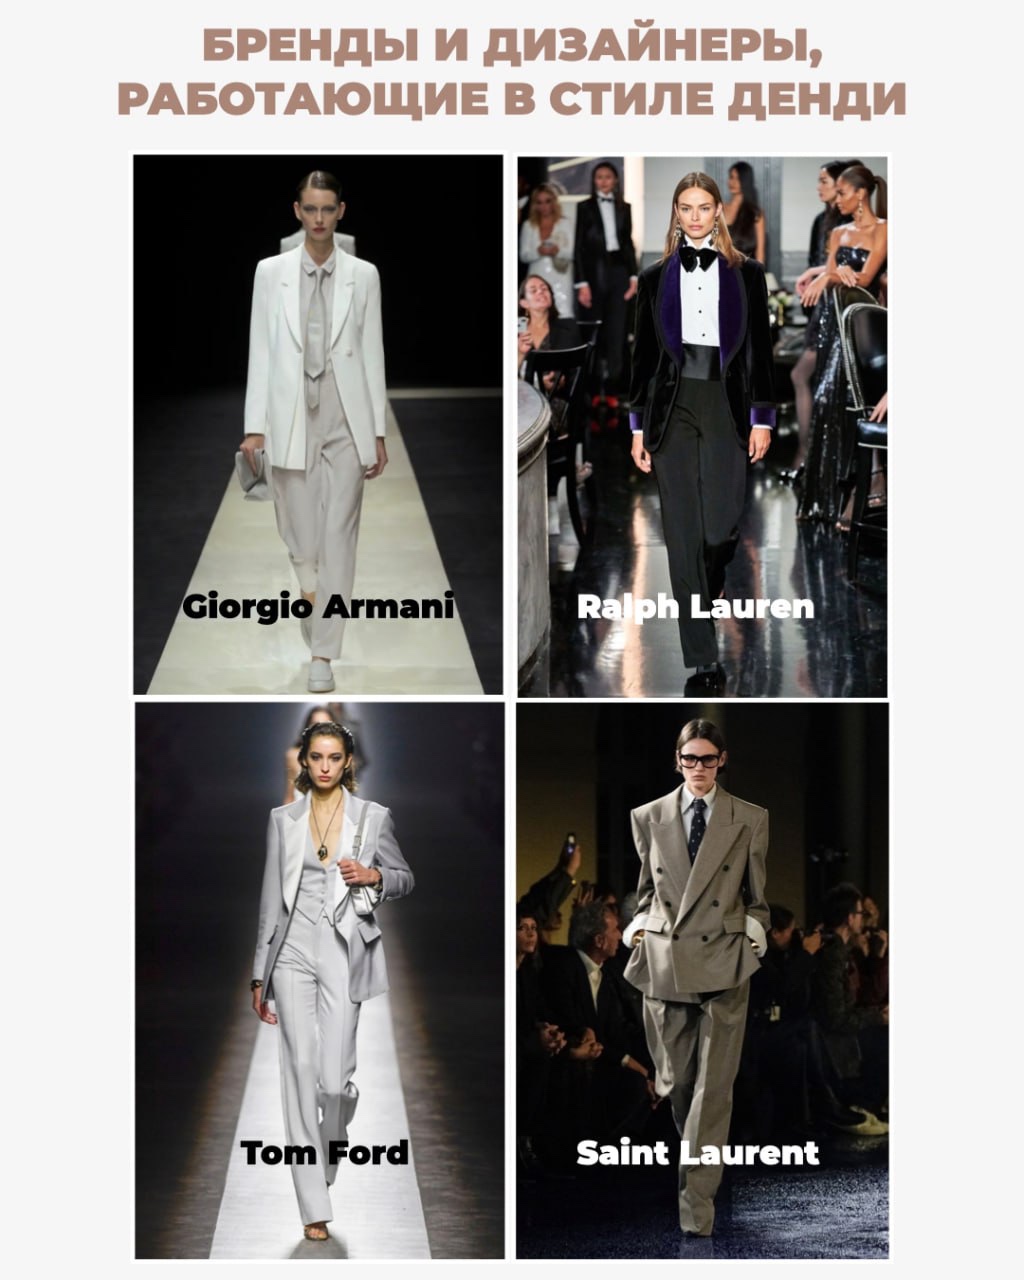 БРЕНДЫ И ДИЗАЙНЕРЫ,
РАБОТАЮЩИЕ В СТИЛЕ ДЕНДИ
Giorgio Armani
Ralph Lauren
Tom Ford
Saint Laurent